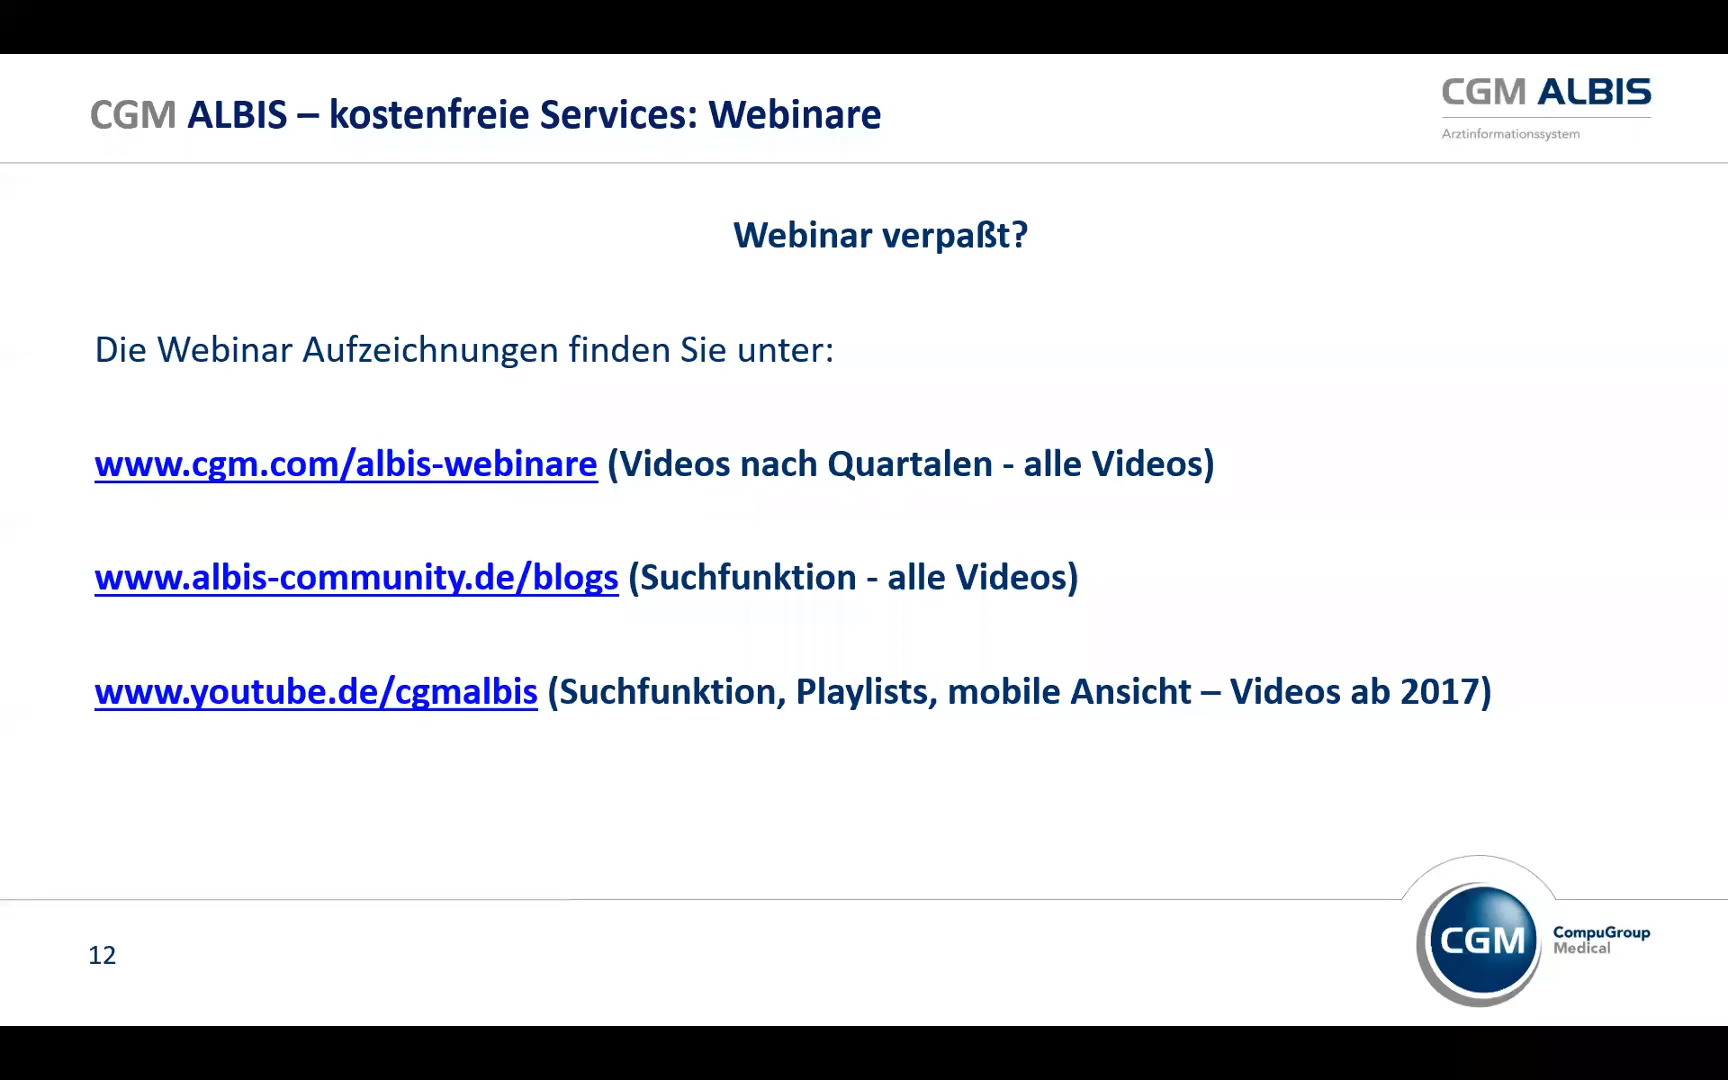 CGM ALBIS – kostenfreie Services: Webinare
CGM ALBIS
Arztinformationssystem
Webinar verpaßt?
Die Webinar Aufzeichnungen finden Sie unter:
www.cgm.com/albis-webinare (Videos nach Quartalen - alle Videos)
www.albis-community.de/blogs (Suchfunktion - alle Videos)
www.youtube.de/cgmalbis (Suchfunktion, Playlists, mobile Ansicht – Videos ab 2017)
12
CGM
CompuGroup
Medical